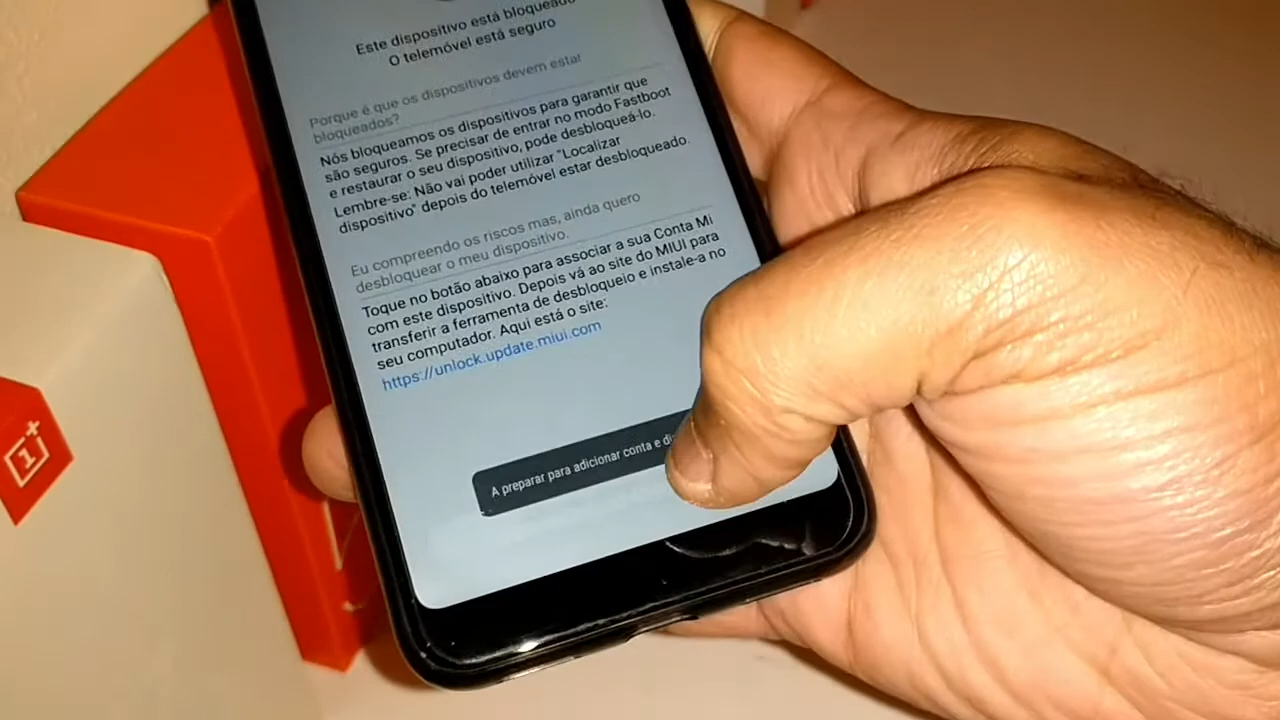 Este dispositivo está bloqueado
O telemóvel está seguro
Porque é que os dispositivos devem estar
bloqueados?
Nós bloqueamos os dispositivos para garantir que
são seguros. Se precisar de entrar no modo Fastboot
e restaurar o seu dispositivo, pode desbloqueá-lo.
Lembre-se: Não vai poder utilizar "Localizar
dispositivo" depois do telemóvel estar desbloqueado.
Eu compreendo os riscos mas, ainda quero
desbloquear o meu dispositivo.
Toque no botão abaixo para associar a sua Conta Mi
com este dispositivo. Depois vá ao site do MIUI para
transferir a ferramenta de desbloqueio e instale-a no
seu computador. Aqui está o site:
https://unlock.update.miui.com
A preparar para adicionar conta e
1+